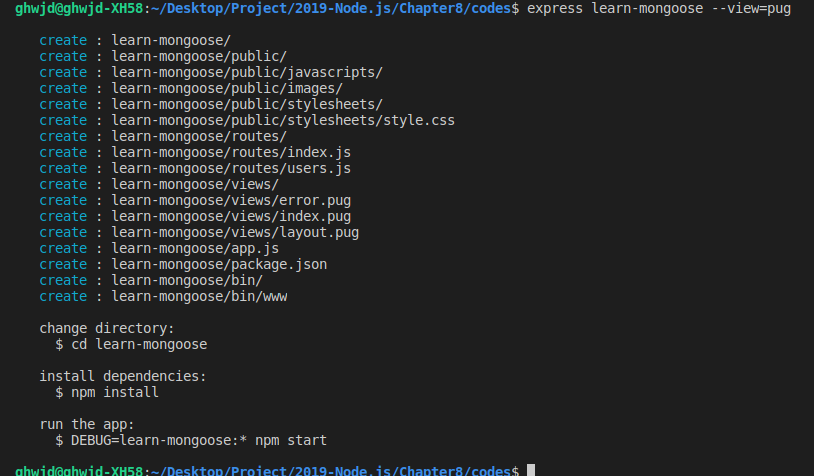 ghwjd@ghwjd-XH58:~/Desktop/Project/2019-Node.js/Chapter8/codes$ express learn-mongoose --view=pug
create : learn-mongoose/
create : learn-mongoose/public/
create : learn-mongoose/public/javascripts/
create : learn-mongoose/public/images/
create : learn-mongoose/public/stylesheets/
create : learn-mongoose/public/stylesheets/style.css
create : learn-mongoose/routes/
create : learn-mongoose/routes/index.js
create : learn-mongoose/routes/users.js
create : learn-mongoose/views/
create : learn-mongoose/views/error.pug
create : learn-mongoose/views/index.pug
create : learn-mongoose/views/layout.pug
create : learn-mongoose/app.js
create : learn-mongoose/package.json
create : learn-mongoose/bin/
create : learn-mongoose/bin/www
change directory:
$ cd learn-mongoose
install dependencies:
$ npm install
run the app:
$ DEBUG=learn-mongoose:* npm start
ghwjd@ghwjd-XH58:~/Desktop/Project/2019-Node.js/Chapter8/codes$